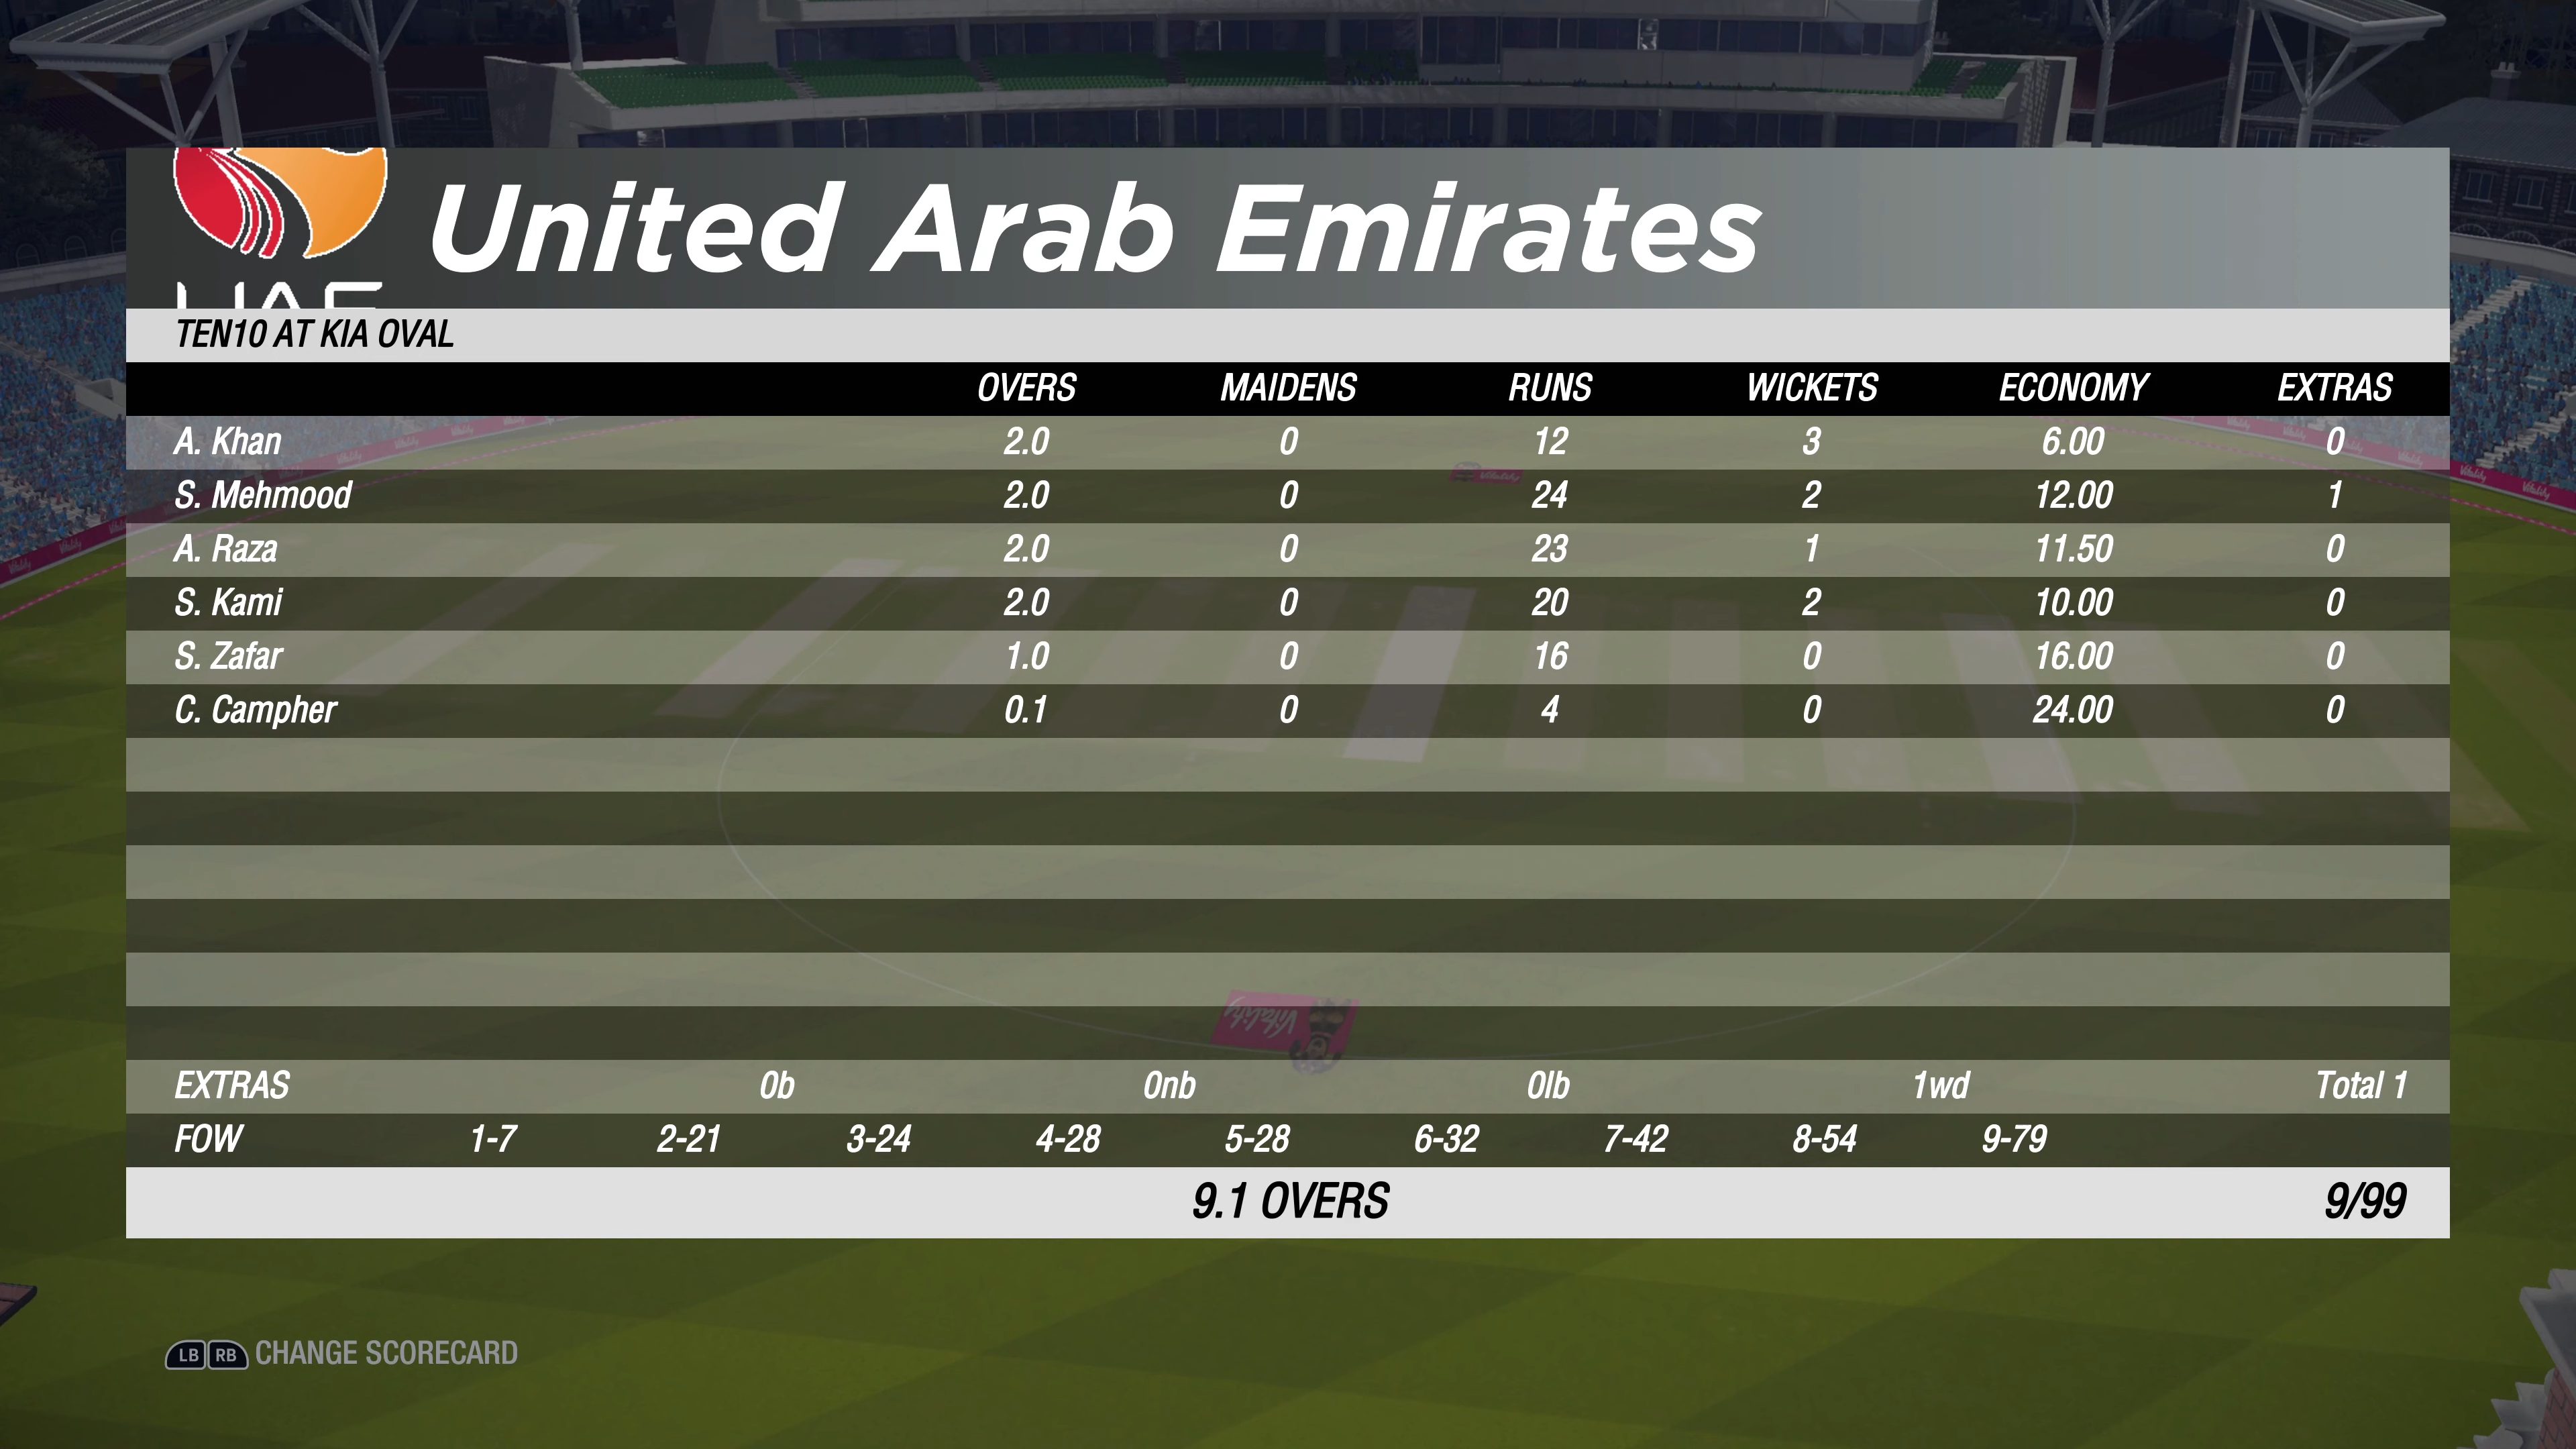 UAE
United Arab Emirates
TEN10 AT KIA OVAL
OVERS MAIDENS RUNS WICKETS ECONOMY EXTRAS
A. Khan 2.0 0 12 3 6.00 0
S. Mehmood 2.0 0 24 2 12.00 1
A. Raza 2.0 0 23 1 11.50 0
S. Kami 2.0 0 20 2 10.00 0
S. Zafar 1.0 0 16 0 16.00 0
C. Campher 0.1 0 4 0 24.00 0
Vitality
EXTRAS 0b 0nb 0lb 1wd Total 1
FOW 1-7 2-21 3-24 4-28 5-28 6-32 7-42 8-54 9-79
9.1 OVERS 9/99
LB RB CHANGE SCORECARD